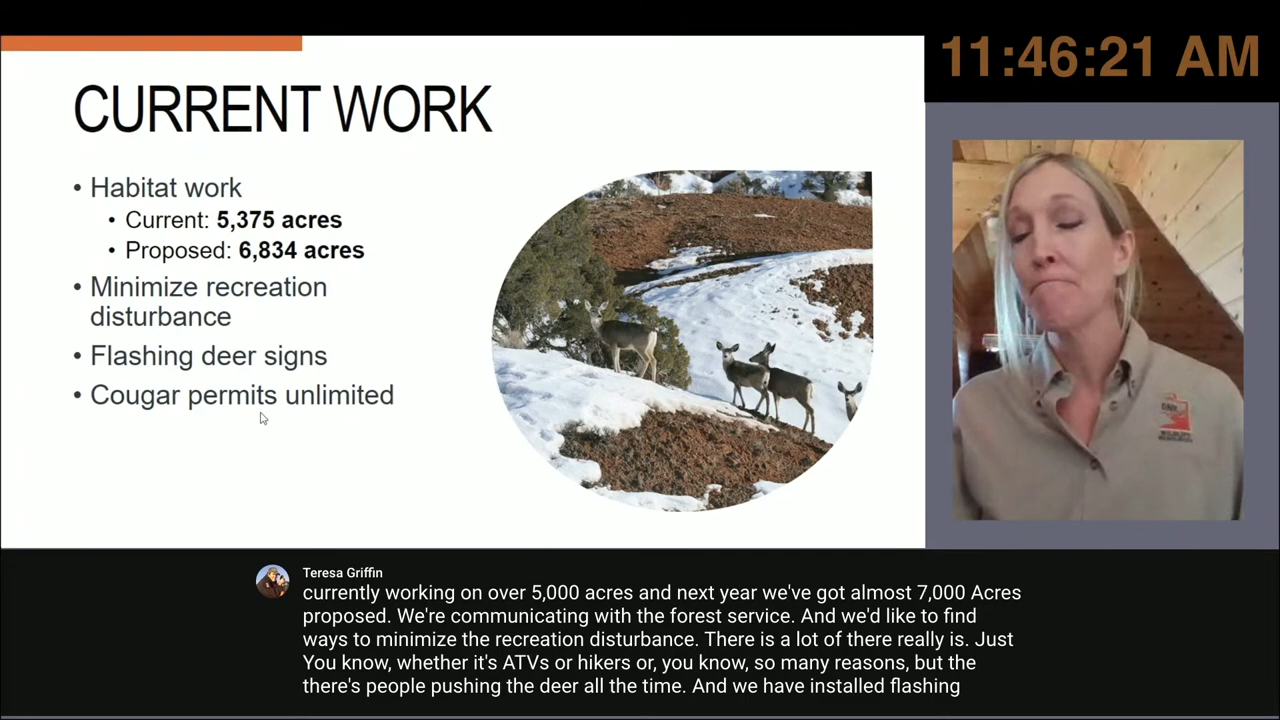 11:46:21 AM
CURRENT WORK
• Habitat work
• Current: 5,375 acres
• Proposed: 6,834 acres
• Minimize recreation
disturbance
• Flashing deer signs
• Cougar permits unlimited
Teresa Griffin
currently working on over 5,000 acres and next year we've got almost 7,000 Acres
proposed. We're communicating with the forest service. And we'd like to find
ways to minimize the recreation disturbance. There is a lot of there really is. Just
You know, whether it's ATVs or hikers or, you know, so many reasons, but the
there's people pushing the deer all the time. And we have installed flashing